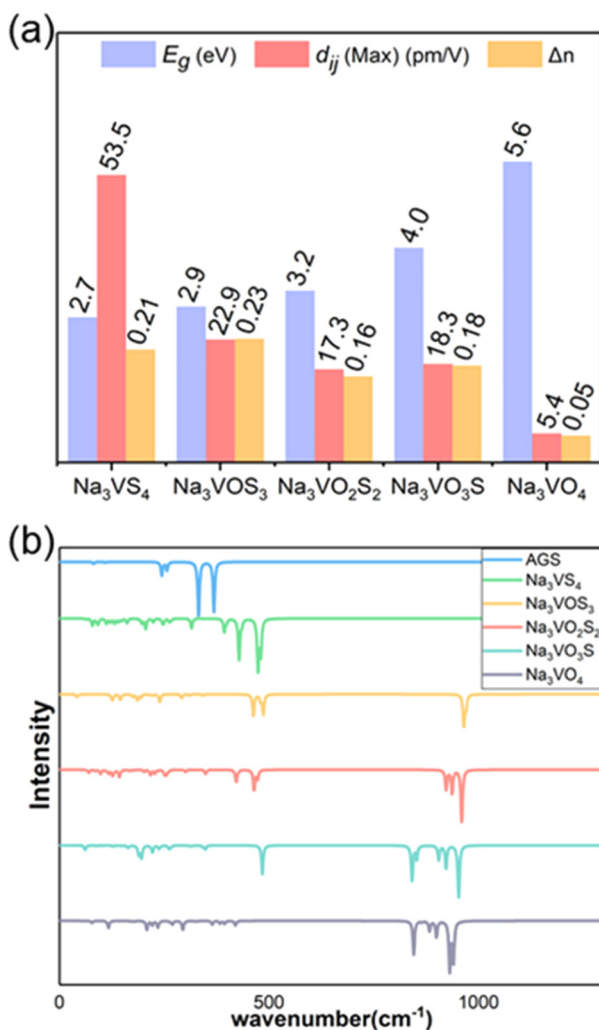 (a)
E_g (eV) d_ij (Max) (pm/V) Δn
2.7 53.5 0.21 2.9 22.9 0.23 3.2 17.3 0.16 4.0 18.3 0.18 5.6 5.4 0.05
Na₃VS₄ Na₃VOS₃ Na₃VO₂S₂ Na₃VO₃S Na₃VO₄
(b)
AGS
Na₃VS₄
Na₃VOS₃
Na₃VO₂S₂
Na₃VO₃S
Na₃VO₄
Intensity
0 500 1000
wavenumber(cm⁻¹)